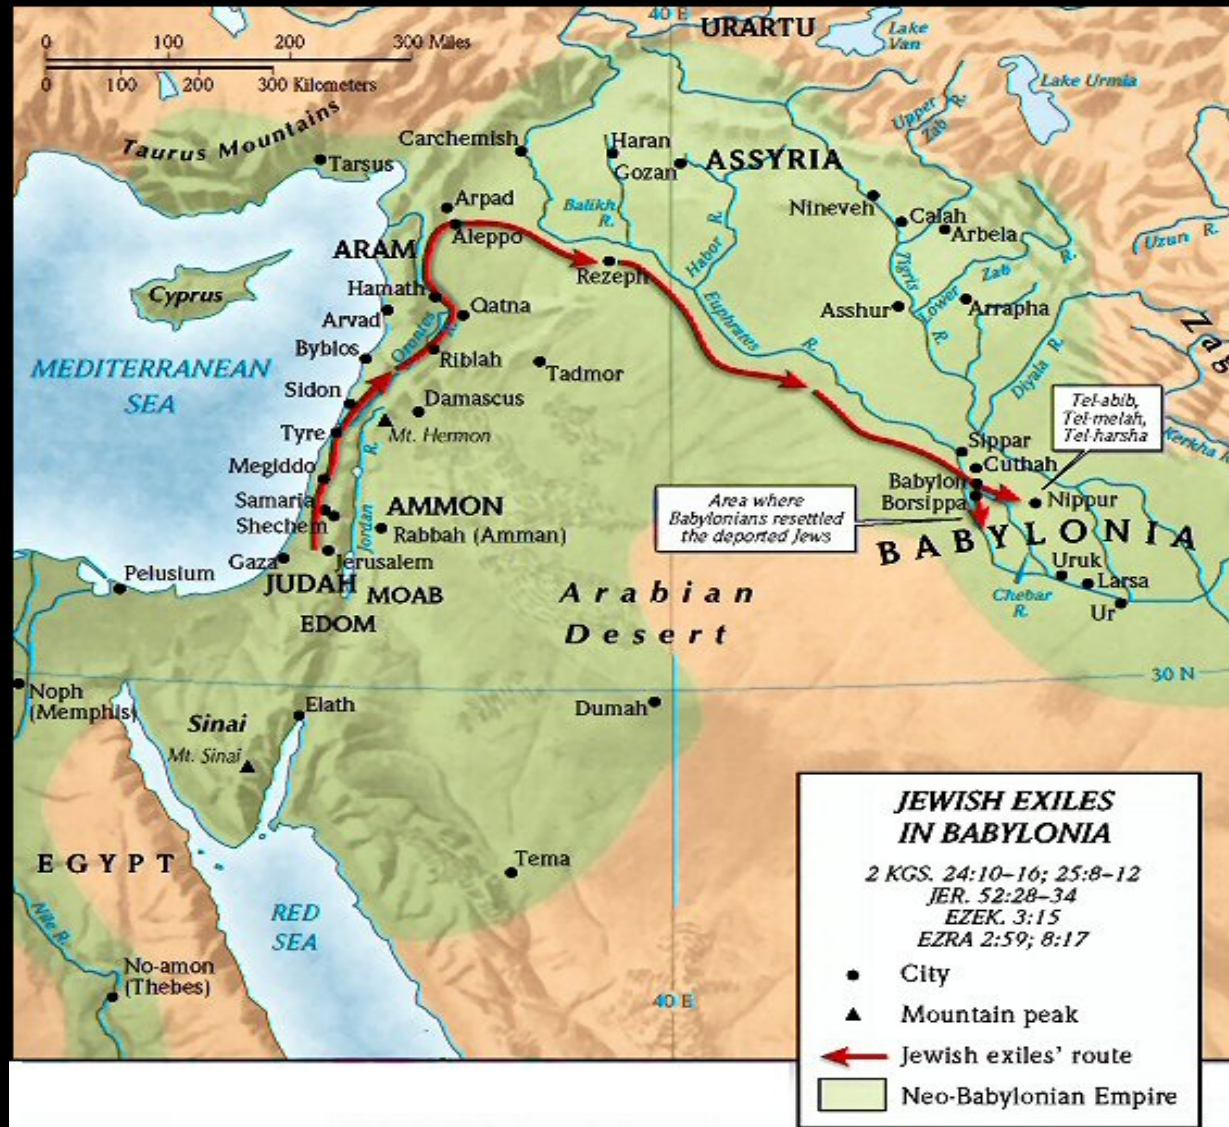 40 E
URARTU
Lake
Van
0 100 200 300 Miles
0 100 200 300 Kilometers
Lake Urmia
Upper
Zab R.
Taurus Mountains
Tarsus
Carchemish
Haran
Gozan
ASSYRIA
Arpad
Balikh
R.
Habor R.
Nineveh
Calah
Arbela
Uzun R.
ARAM
Aleppo
Rezeph
Tigris
R.
Lower
Zab
Cyprus
Hamath
Arvad
Qatna
Orontes
R.
Euphrates R.
Asshur
Arrapha
Zab
Byblos
Riblah
Tadmor
Diyala R.
MEDITERRANEAN
SEA
Sidon
Damascus
Tel-abib,
Tel-melah,
Tel-harsha
Tyre
Mt. Hermon
Kerkha R.
Megiddo
Sippar
Cuthah
Samaria
Shechem
Jordan
R.
AMMON
Rabbah (Amman)
Area where
Babylonians resettled
the deported Jews
Babylon
Borsippa
Nippur
BABYLONIA
Gaza
Jerusalem
Pelusium
JUDAH
MOAB
EDOM
Arabian
Desert
Uruk
Larsa
Chebar
R.
Ur
30 N
Noph
(Memphis)
Sinai
Elath
Mt. Sinai
Dumah
EGYPT
Tema
Nile R.
RED
SEA
No-amon
(Thebes)
40 E
JEWISH EXILES
IN BABYLONIA
2 KGS. 24:10–16; 25:8–12
JER. 52:28–34
EZEK. 3:15
EZRA 2:59; 8:17
City
Mountain peak
Jewish exiles' route
Neo-Babylonian Empire